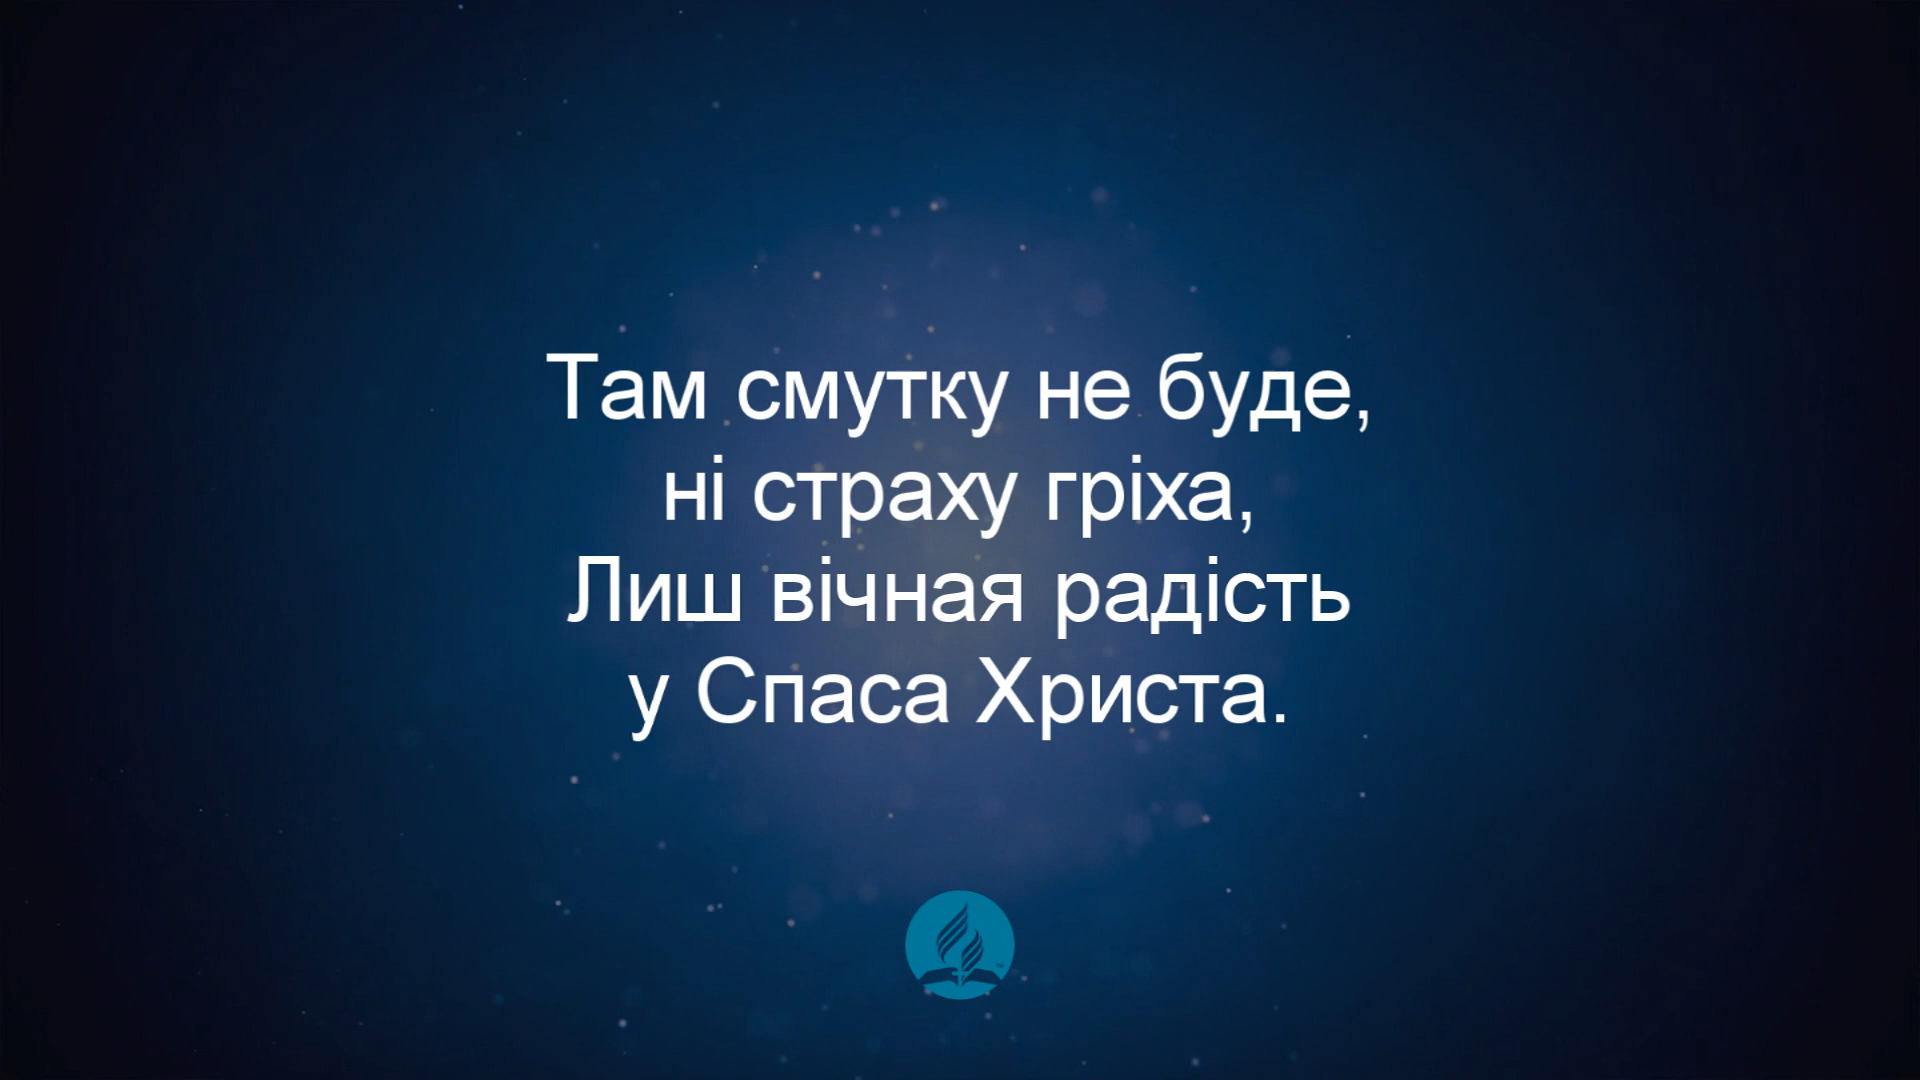 Там смутку не буде,
ні страху гріха,
Лиш вічная радість
у Спаса Христа.